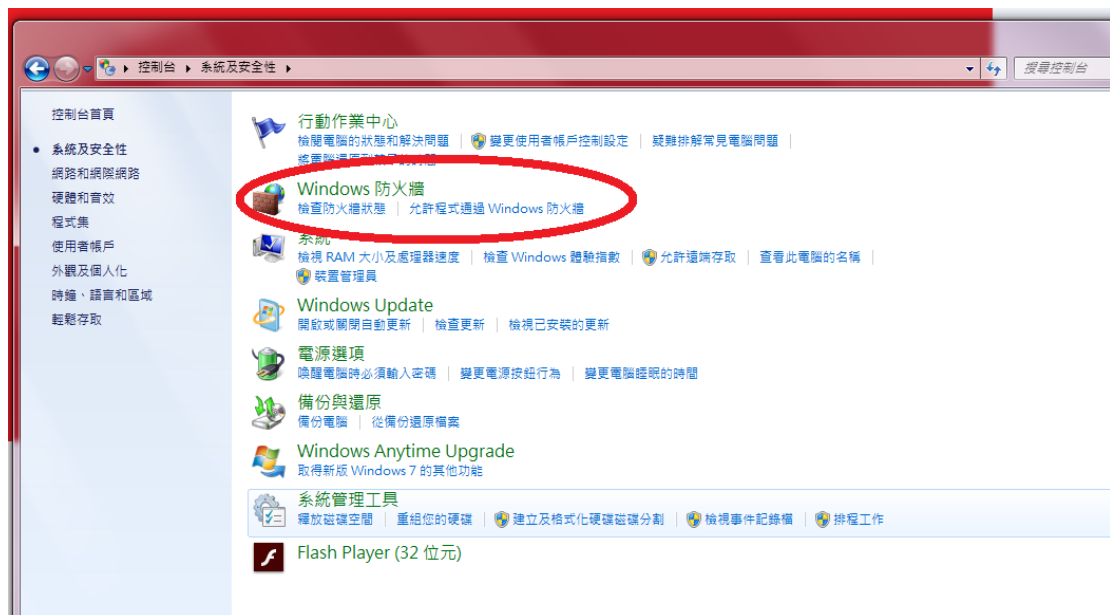 控制台 ▸ 系統及安全性 ▸
搜尋控制台
控制台首頁
系統及安全性
網路和網際網路
硬體和音效
程式集
使用者帳戶
外觀及個人化
時鐘、語言和區域
輕鬆存取
行動作業中心
檢閱電腦的狀態和解決問題 變更使用者帳戶控制設定 疑難排解常見電腦問題
將電腦還原到
Windows 防火牆
檢查防火牆狀態 允許程式通過 Windows 防火牆
系統
檢視 RAM 大小及處理器速度 檢查 Windows 體驗指數 允許遠端存取 查看此電腦的名稱
裝置管理員
Windows Update
開啟或關閉自動更新 檢查更新 檢視已安裝的更新
電源選項
喚醒電腦時必須輸入密碼 變更電源按鈕行為 變更電腦睡眠的時間
備份與還原
備份電腦 從備份還原檔案
Windows Anytime Upgrade
取得新版 Windows 7 的其他功能
系統管理工具
釋放磁碟空間 重組您的硬碟 建立及格式化硬碟磁碟分割 檢視事件記錄檔 排程工作
Flash Player (32 位元)